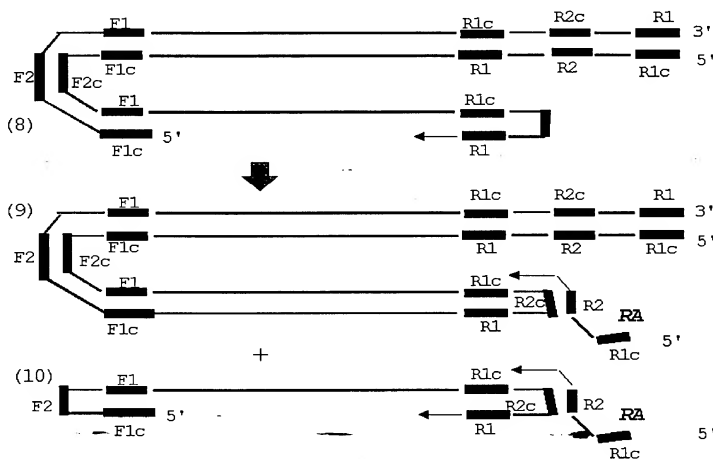 F1 R1c R2c R1
3'
F2 F2c F1c R1 R2 R1c 5'
F1 R1c
(8) F1c 5' R1
(9) F1 R1c R2c R1 3'
5'
F2 F2c F1c R1 R2 R1c
F1 R1c R2c R2 RA
F1c R1 R1c 5'
+
(10) F1 R1c
F2 F1c 5' R1 R2c R2 RA
R1c 5'